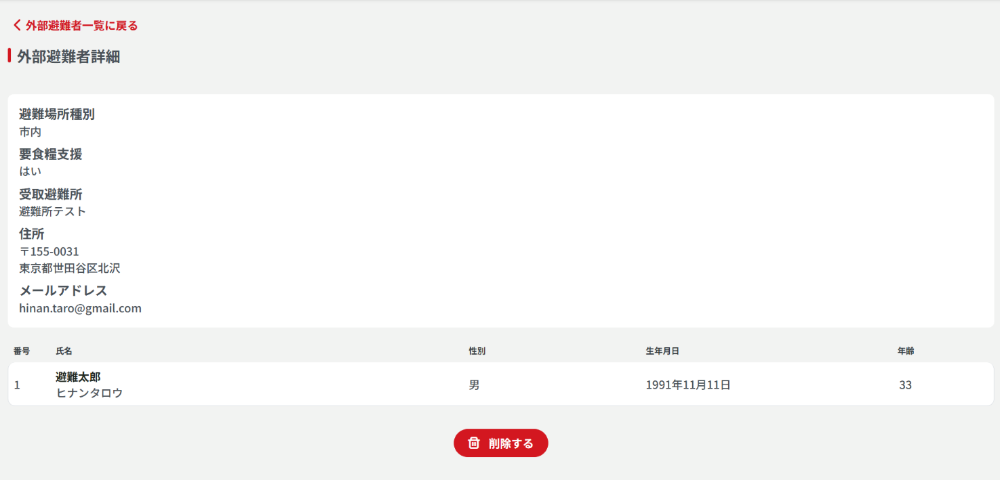 外部避難者一覧に戻る
外部避難者詳細
避難場所種別
市内
要食糧支援
はい
受取避難所
避難所テスト
住所
〒155-0031
東京都世田谷区北沢
メールアドレス
hinan.taro@gmail.com
番号 氏名 性別 生年月日 年齢
1 避難太郎 男 1991年11月11日 33
ヒナンタロウ
削除する